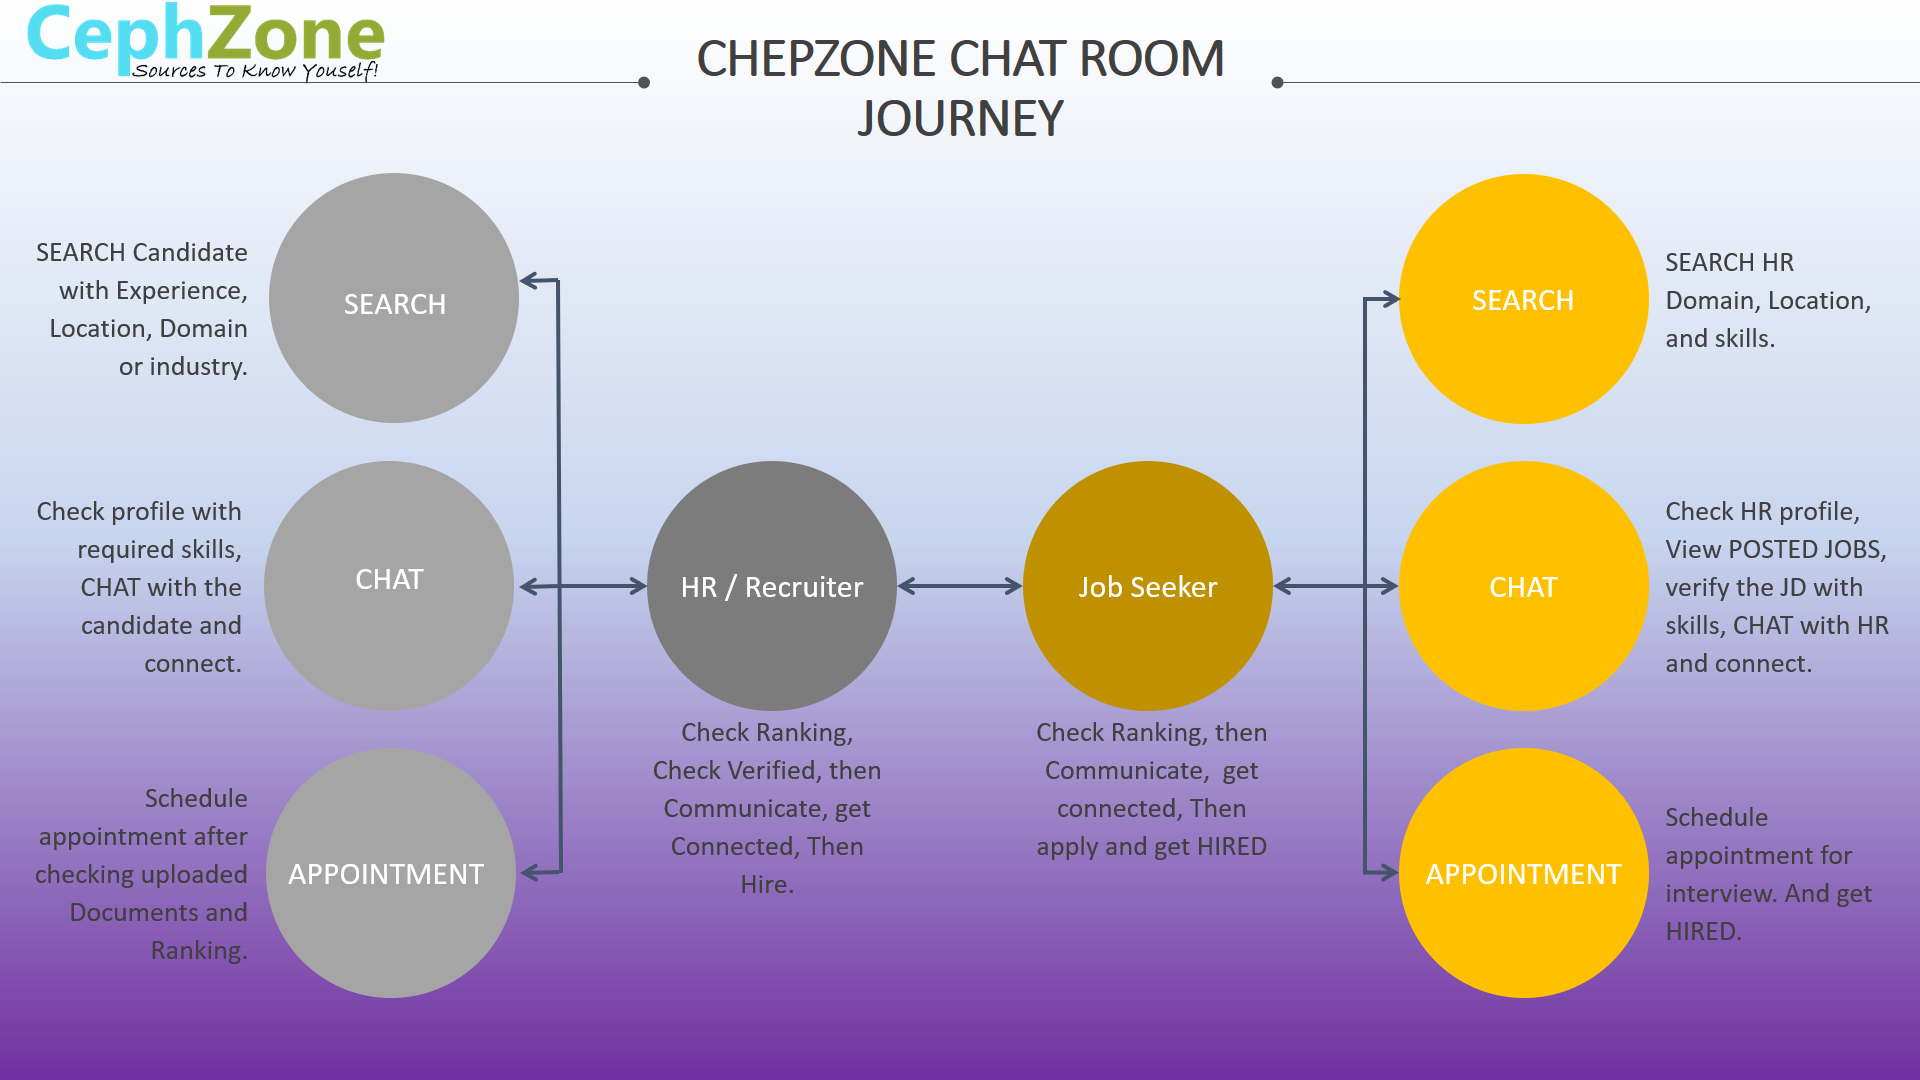 CephZone
Sources To Know Youself!
CHEPZONE CHAT ROOM
JOURNEY
SEARCH Candidate
with Experience,
Location, Domain
or industry.
SEARCH
Check profile with
required skills,
CHAT with the
candidate and
connect.
CHAT
Schedule
appointment after
checking uploaded
Documents and
Ranking.
APPOINTMENT
HR / Recruiter
Check Ranking,
Check Verified, then
Communicate, get
Connected, Then
Hire.
Job Seeker
Check Ranking, then
Communicate,  get
connected, Then
apply and get HIRED
SEARCH
SEARCH HR
Domain, Location,
and skills.
CHAT
Check HR profile,
View POSTED JOBS,
verify the JD with
skills, CHAT with HR
and connect.
APPOINTMENT
Schedule
appointment for
interview. And get
HIRED.